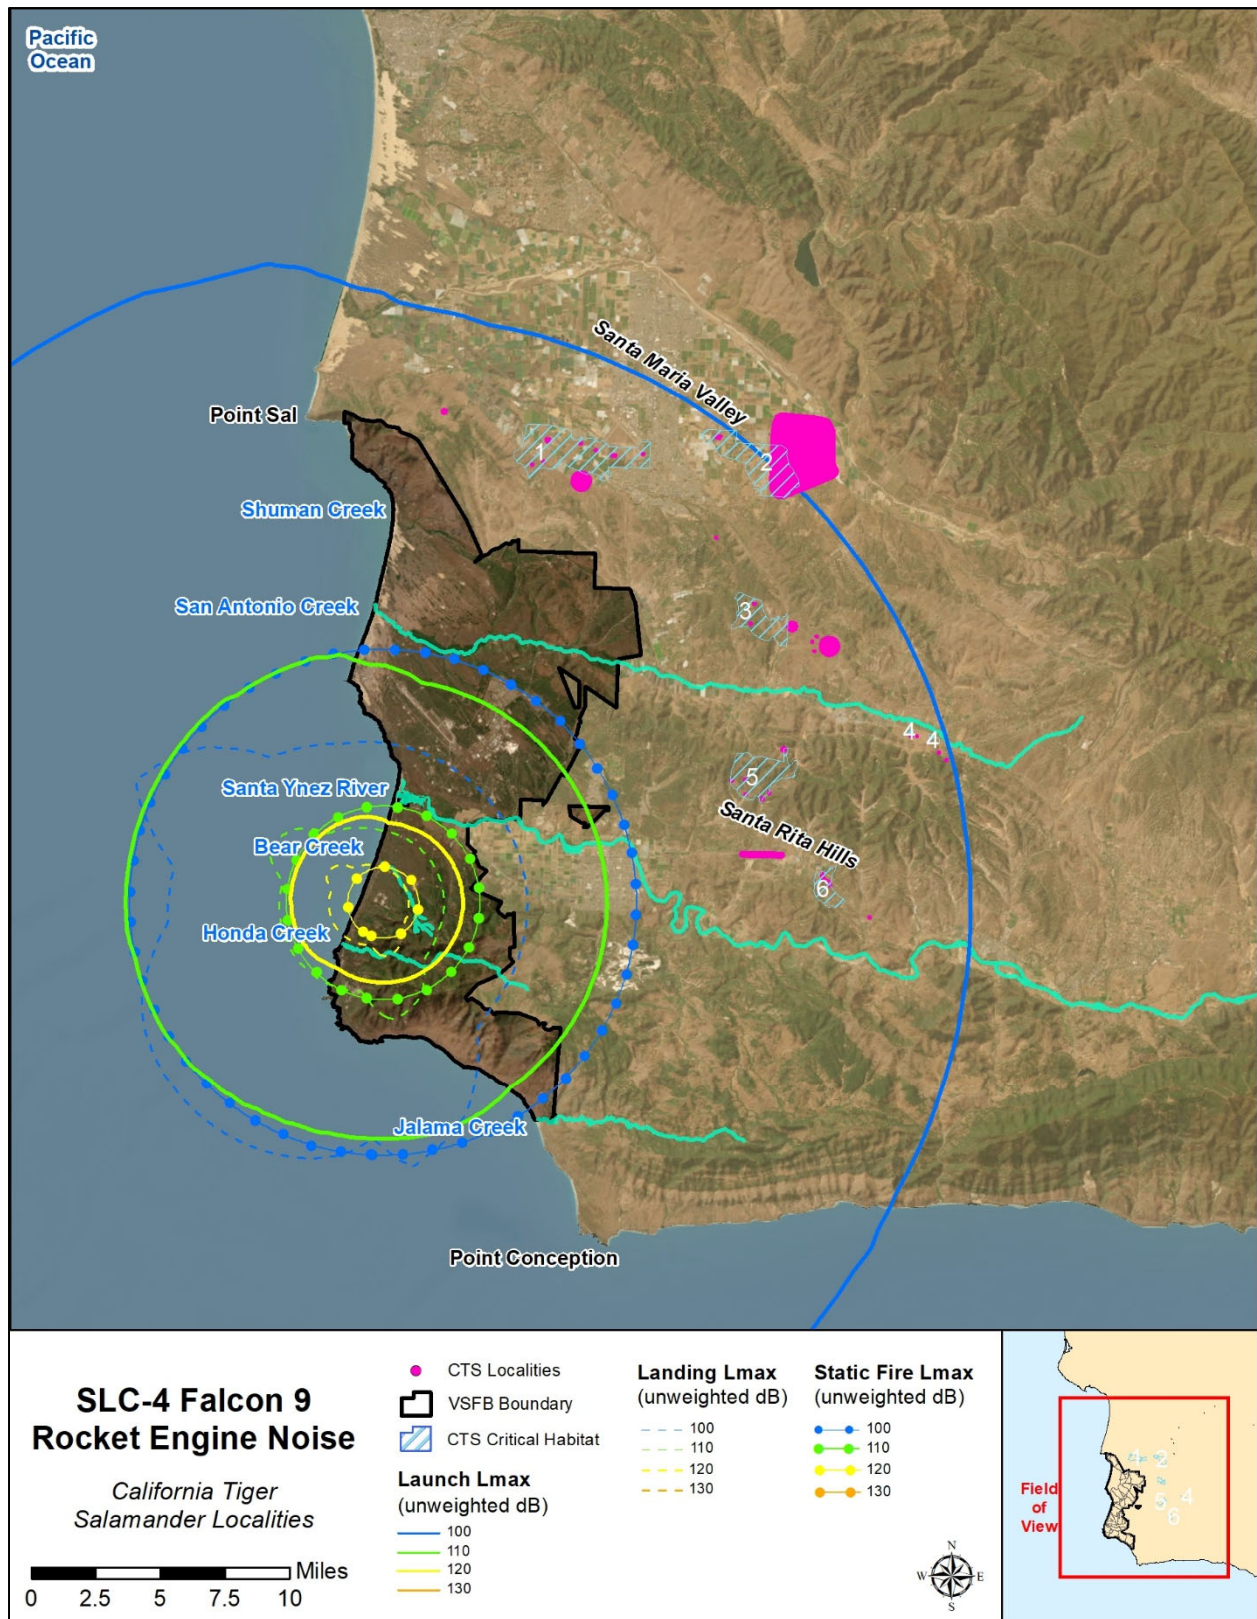 Pacific
Ocean
Santa Maria Valley
Point Sal
1
2
Shuman Creek
San Antonio Creek
3
4
4
5
Santa Ynez River
Santa Rita Hills
Bear Creek
6
Honda Creek
Jalama Creek
Point Conception
SLC-4 Falcon 9
Rocket Engine Noise
California Tiger
Salamander Localities
Miles
0 2.5 5 7.5 10
CTS Localities
VSFB Boundary
CTS Critical Habitat
Launch Lmax
(unweighted dB)
100
110
120
130
Landing Lmax
(unweighted dB)
100
110
120
130
Static Fire Lmax
(unweighted dB)
100
110
120
130
N
W E
S
Field
of
View
2
5 4
6